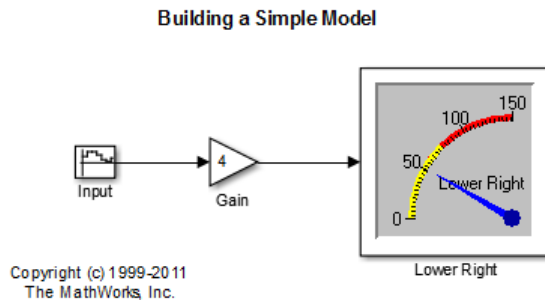 Building a Simple Model
150
100
50
Lower Right
0
4
Input
Gain
Lower Right
Copyright (c) 1999-2011
The MathWorks, Inc.